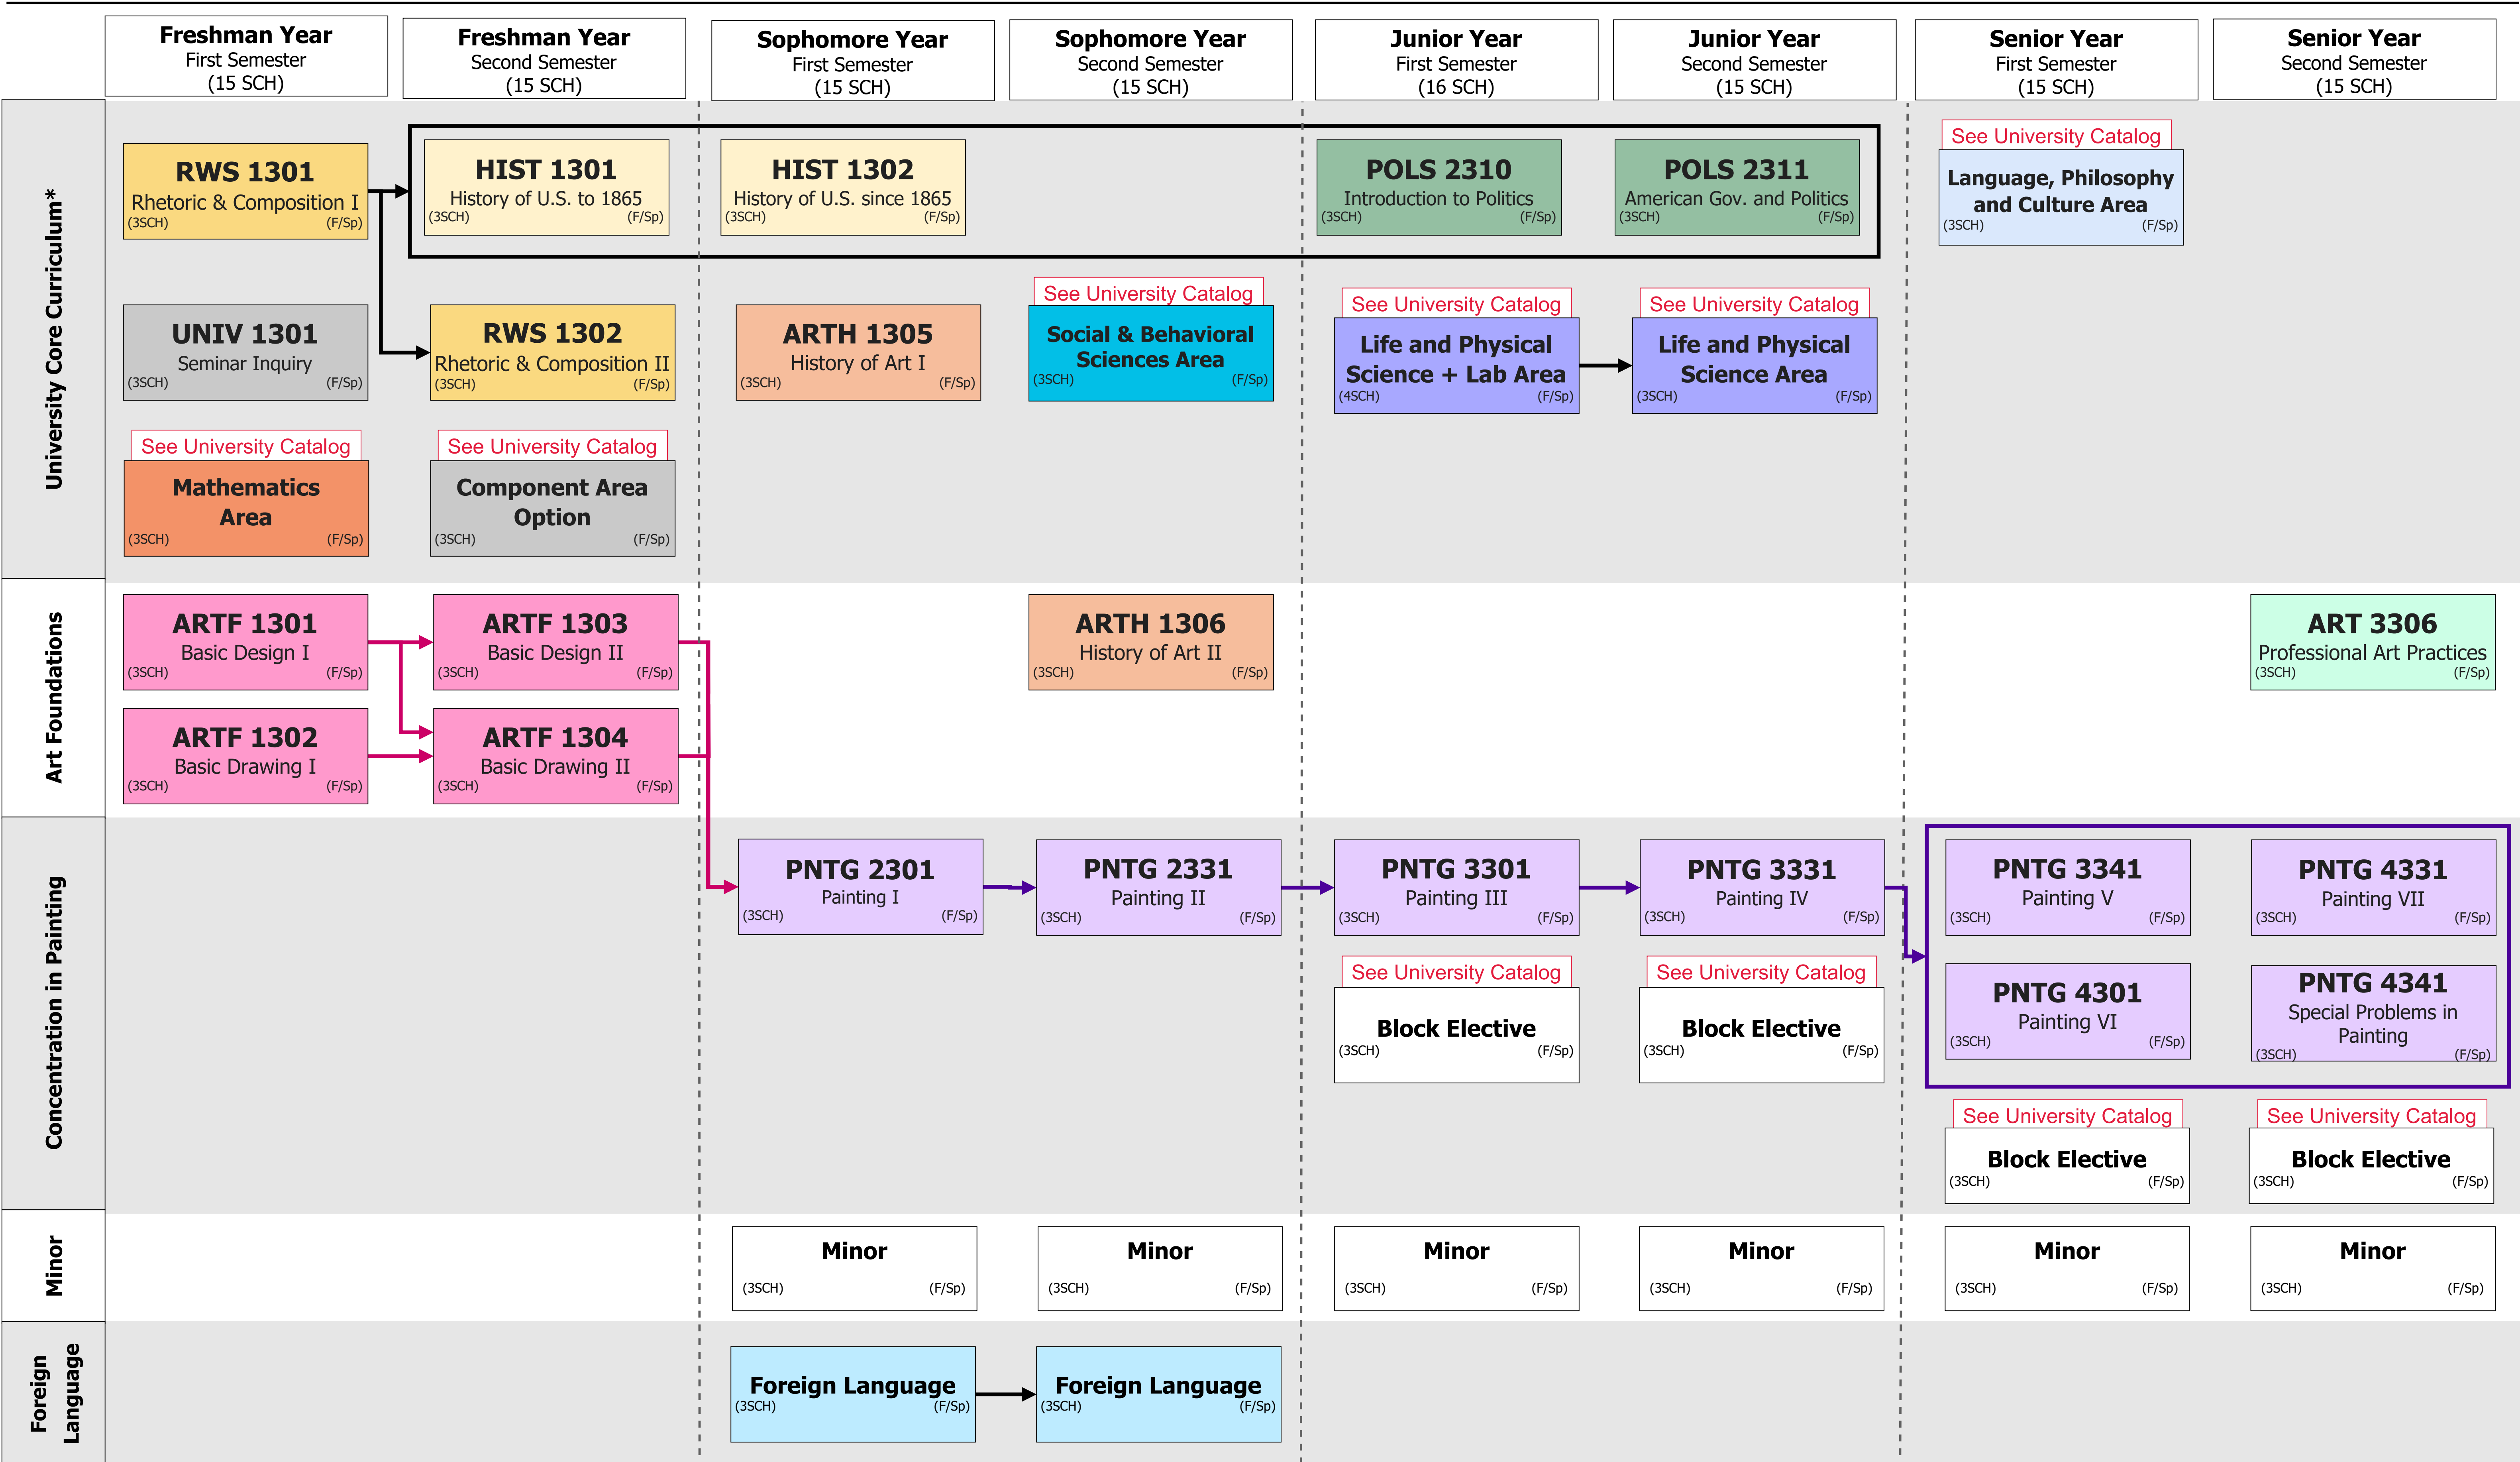 Freshman Year
First Semester
(15 SCH)
Freshman Year
Second Semester
(15 SCH)
Sophomore Year
First Semester
(15 SCH)
Sophomore Year
Second Semester
(15 SCH)
Junior Year
First Semester
(16 SCH)
Junior Year
Second Semester
(15 SCH)
Senior Year
First Semester
(15 SCH)
Senior Year
Second Semester
(15 SCH)
University Core Curriculum*
RWS 1301
Rhetoric & Composition I
(3SCH) (F/Sp)
HIST 1301
History of U.S. to 1865
(3SCH) (F/Sp)
HIST 1302
History of U.S. since 1865
(3SCH) (F/Sp)
POLS 2310
Introduction to Politics
(3SCH) (F/Sp)
POLS 2311
American Gov. and Politics
(3SCH) (F/Sp)
See University Catalog
Language, Philosophy
and Culture Area
(3SCH) (F/Sp)
UNIV 1301
Seminar Inquiry
(3SCH) (F/Sp)
RWS 1302
Rhetoric & Composition II
(3SCH) (F/Sp)
ARTH 1305
History of Art I
(3SCH) (F/Sp)
See University Catalog
Social & Behavioral
Sciences Area
(3SCH) (F/Sp)
See University Catalog
Life and Physical
Science + Lab Area
(4SCH) (F/Sp)
See University Catalog
Life and Physical
Science Area
(3SCH) (F/Sp)
See University Catalog
Mathematics
Area
(3SCH) (F/Sp)
See University Catalog
Component Area
Option
(3SCH) (F/Sp)
Art Foundations
ARTF 1301
Basic Design I
(3SCH) (F/Sp)
ARTF 1303
Basic Design II
(3SCH) (F/Sp)
ARTH 1306
History of Art II
(3SCH) (F/Sp)
ART 3306
Professional Art Practices
(3SCH) (F/Sp)
ARTF 1302
Basic Drawing I
(3SCH) (F/Sp)
ARTF 1304
Basic Drawing II
(3SCH) (F/Sp)
Concentration in Painting
PNTG 2301
Painting I
(3SCH) (F/Sp)
PNTG 2331
Painting II
(3SCH) (F/Sp)
PNTG 3301
Painting III
(3SCH) (F/Sp)
PNTG 3331
Painting IV
(3SCH) (F/Sp)
PNTG 3341
Painting V
(3SCH) (F/Sp)
PNTG 4331
Painting VII
(3SCH) (F/Sp)
See University Catalog
Block Elective
(3SCH) (F/Sp)
See University Catalog
Block Elective
(3SCH) (F/Sp)
PNTG 4301
Painting VI
(3SCH) (F/Sp)
PNTG 4341
Special Problems in
Painting
(3SCH) (F/Sp)
See University Catalog
Block Elective
(3SCH) (F/Sp)
See University Catalog
Block Elective
(3SCH) (F/Sp)
Minor
Minor
(3SCH) (F/Sp)
Minor
(3SCH) (F/Sp)
Minor
(3SCH) (F/Sp)
Minor
(3SCH) (F/Sp)
Minor
(3SCH) (F/Sp)
Minor
(3SCH) (F/Sp)
Foreign
Language
Foreign Language
(3SCH) (F/Sp)
Foreign Language
(3SCH) (F/Sp)